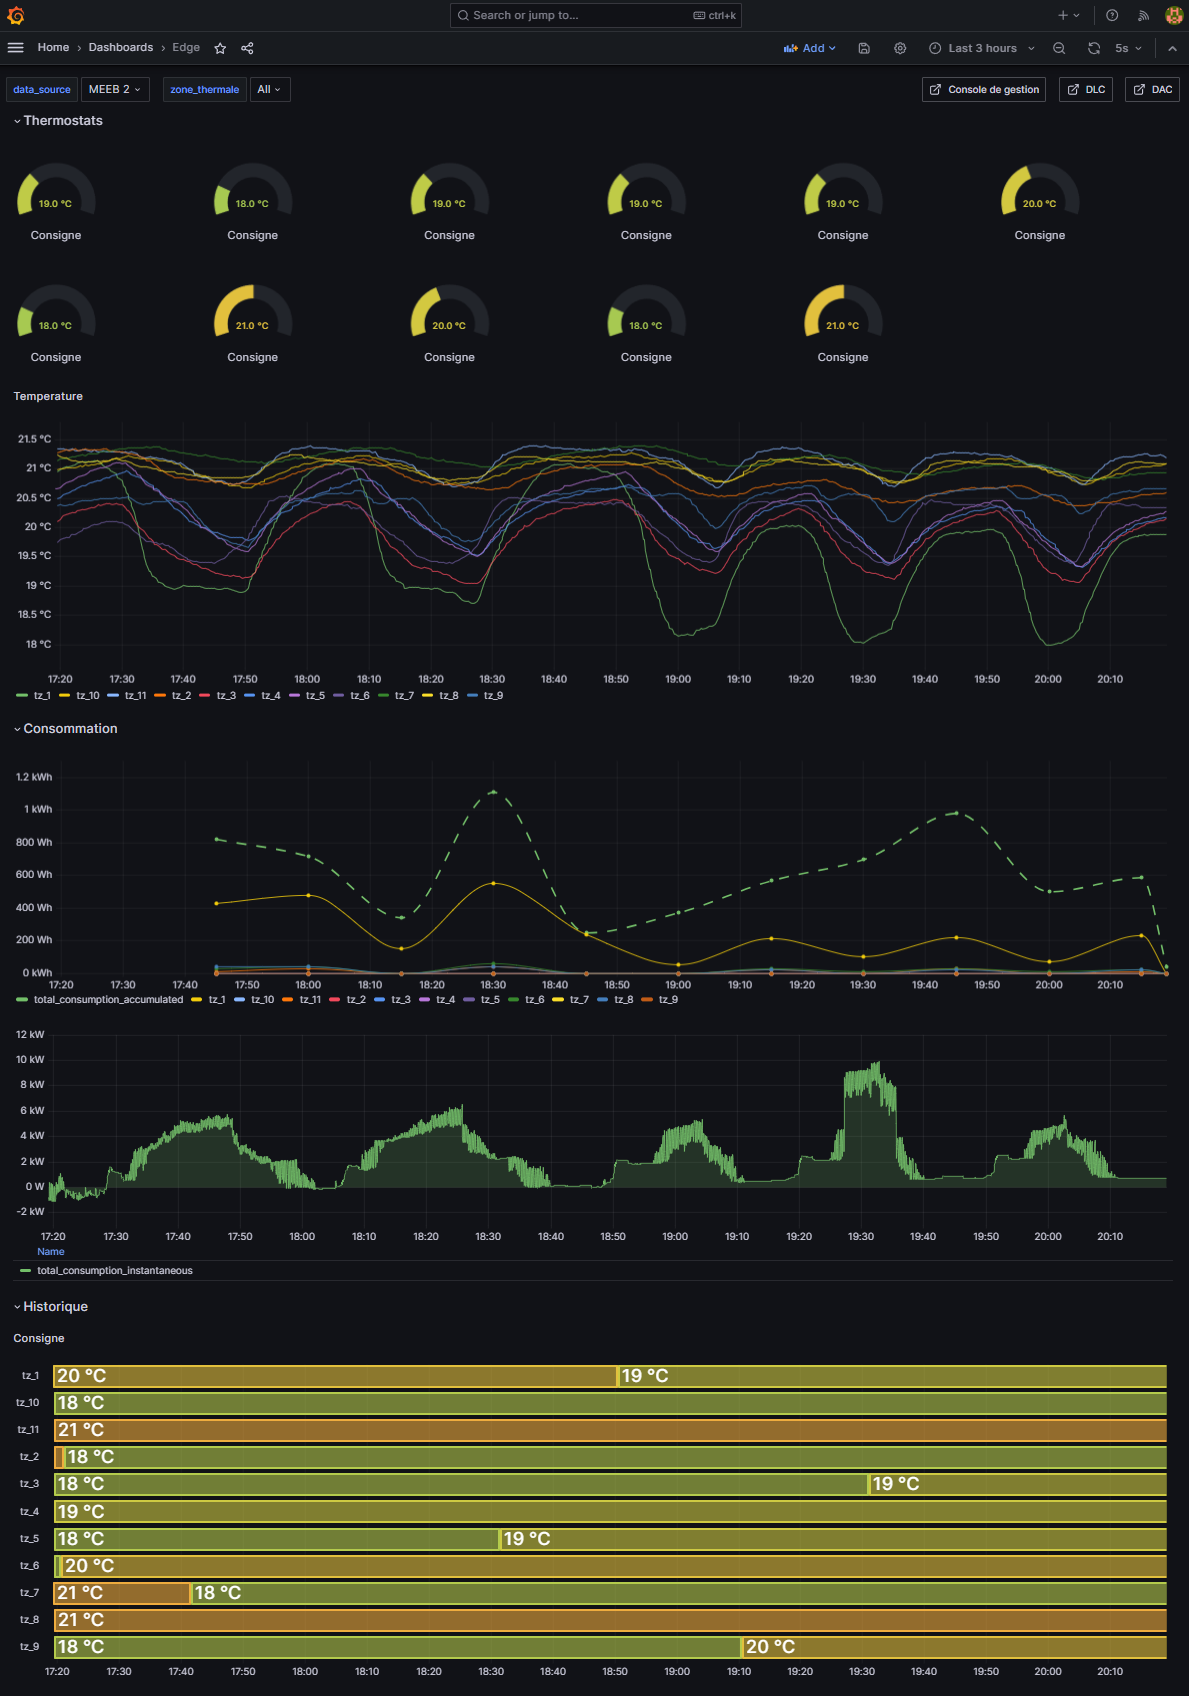 Search or jump to... ctrl+k
Home › Dashboards › Edge Add Last 3 hours 5s
data_source MEEB 2 zone_thermale All Console de gestion DLC DAC
Thermostats
19.0 °C 18.0 °C 19.0 °C 19.0 °C 19.0 °C 20.0 °C
Consigne Consigne Consigne Consigne Consigne Consigne
18.0 °C 21.0 °C 20.0 °C 18.0 °C 21.0 °C
Consigne Consigne Consigne Consigne Consigne
Temperature
21.5 °C
21 °C
20.5 °C
20 °C
19.5 °C
19 °C
18.5 °C
18 °C
17:20 17:30 17:40 17:50 18:00 18:10 18:20 18:30 18:40 18:50 19:00 19:10 19:20 19:30 19:40 19:50 20:00 20:10
tz_1 tz_10 tz_11 tz_2 tz_3 tz_4 tz_5 tz_6 tz_7 tz_8 tz_9
Consommation
1.2 kWh
1 kWh
800 Wh
600 Wh
400 Wh
200 Wh
0 kWh
17:20 17:30 17:40 17:50 18:00 18:10 18:20 18:30 18:40 18:50 19:00 19:10 19:20 19:30 19:40 19:50 20:00 20:10
total_consumption_accumulated tz_1 tz_10 tz_11 tz_2 tz_3 tz_4 tz_5 tz_6 tz_7 tz_8 tz_9
12 kW
10 kW
8 kW
6 kW
4 kW
2 kW
0 W
-2 kW
17:20 17:30 17:40 17:50 18:00 18:10 18:20 18:30 18:40 18:50 19:00 19:10 19:20 19:30 19:40 19:50 20:00 20:10
Name
total_consumption_instantaneous
Historique
Consigne
tz_1 20 °C 19 °C
tz_10 18 °C
tz_11 21 °C
tz_2 18 °C
tz_3 18 °C 19 °C
tz_4 19 °C
tz_5 18 °C 19 °C
tz_6 20 °C
tz_7 21 °C 18 °C
tz_8 21 °C
tz_9 18 °C 20 °C
17:20 17:30 17:40 17:50 18:00 18:10 18:20 18:30 18:40 18:50 19:00 19:10 19:20 19:30 19:40 19:50 20:00 20:10